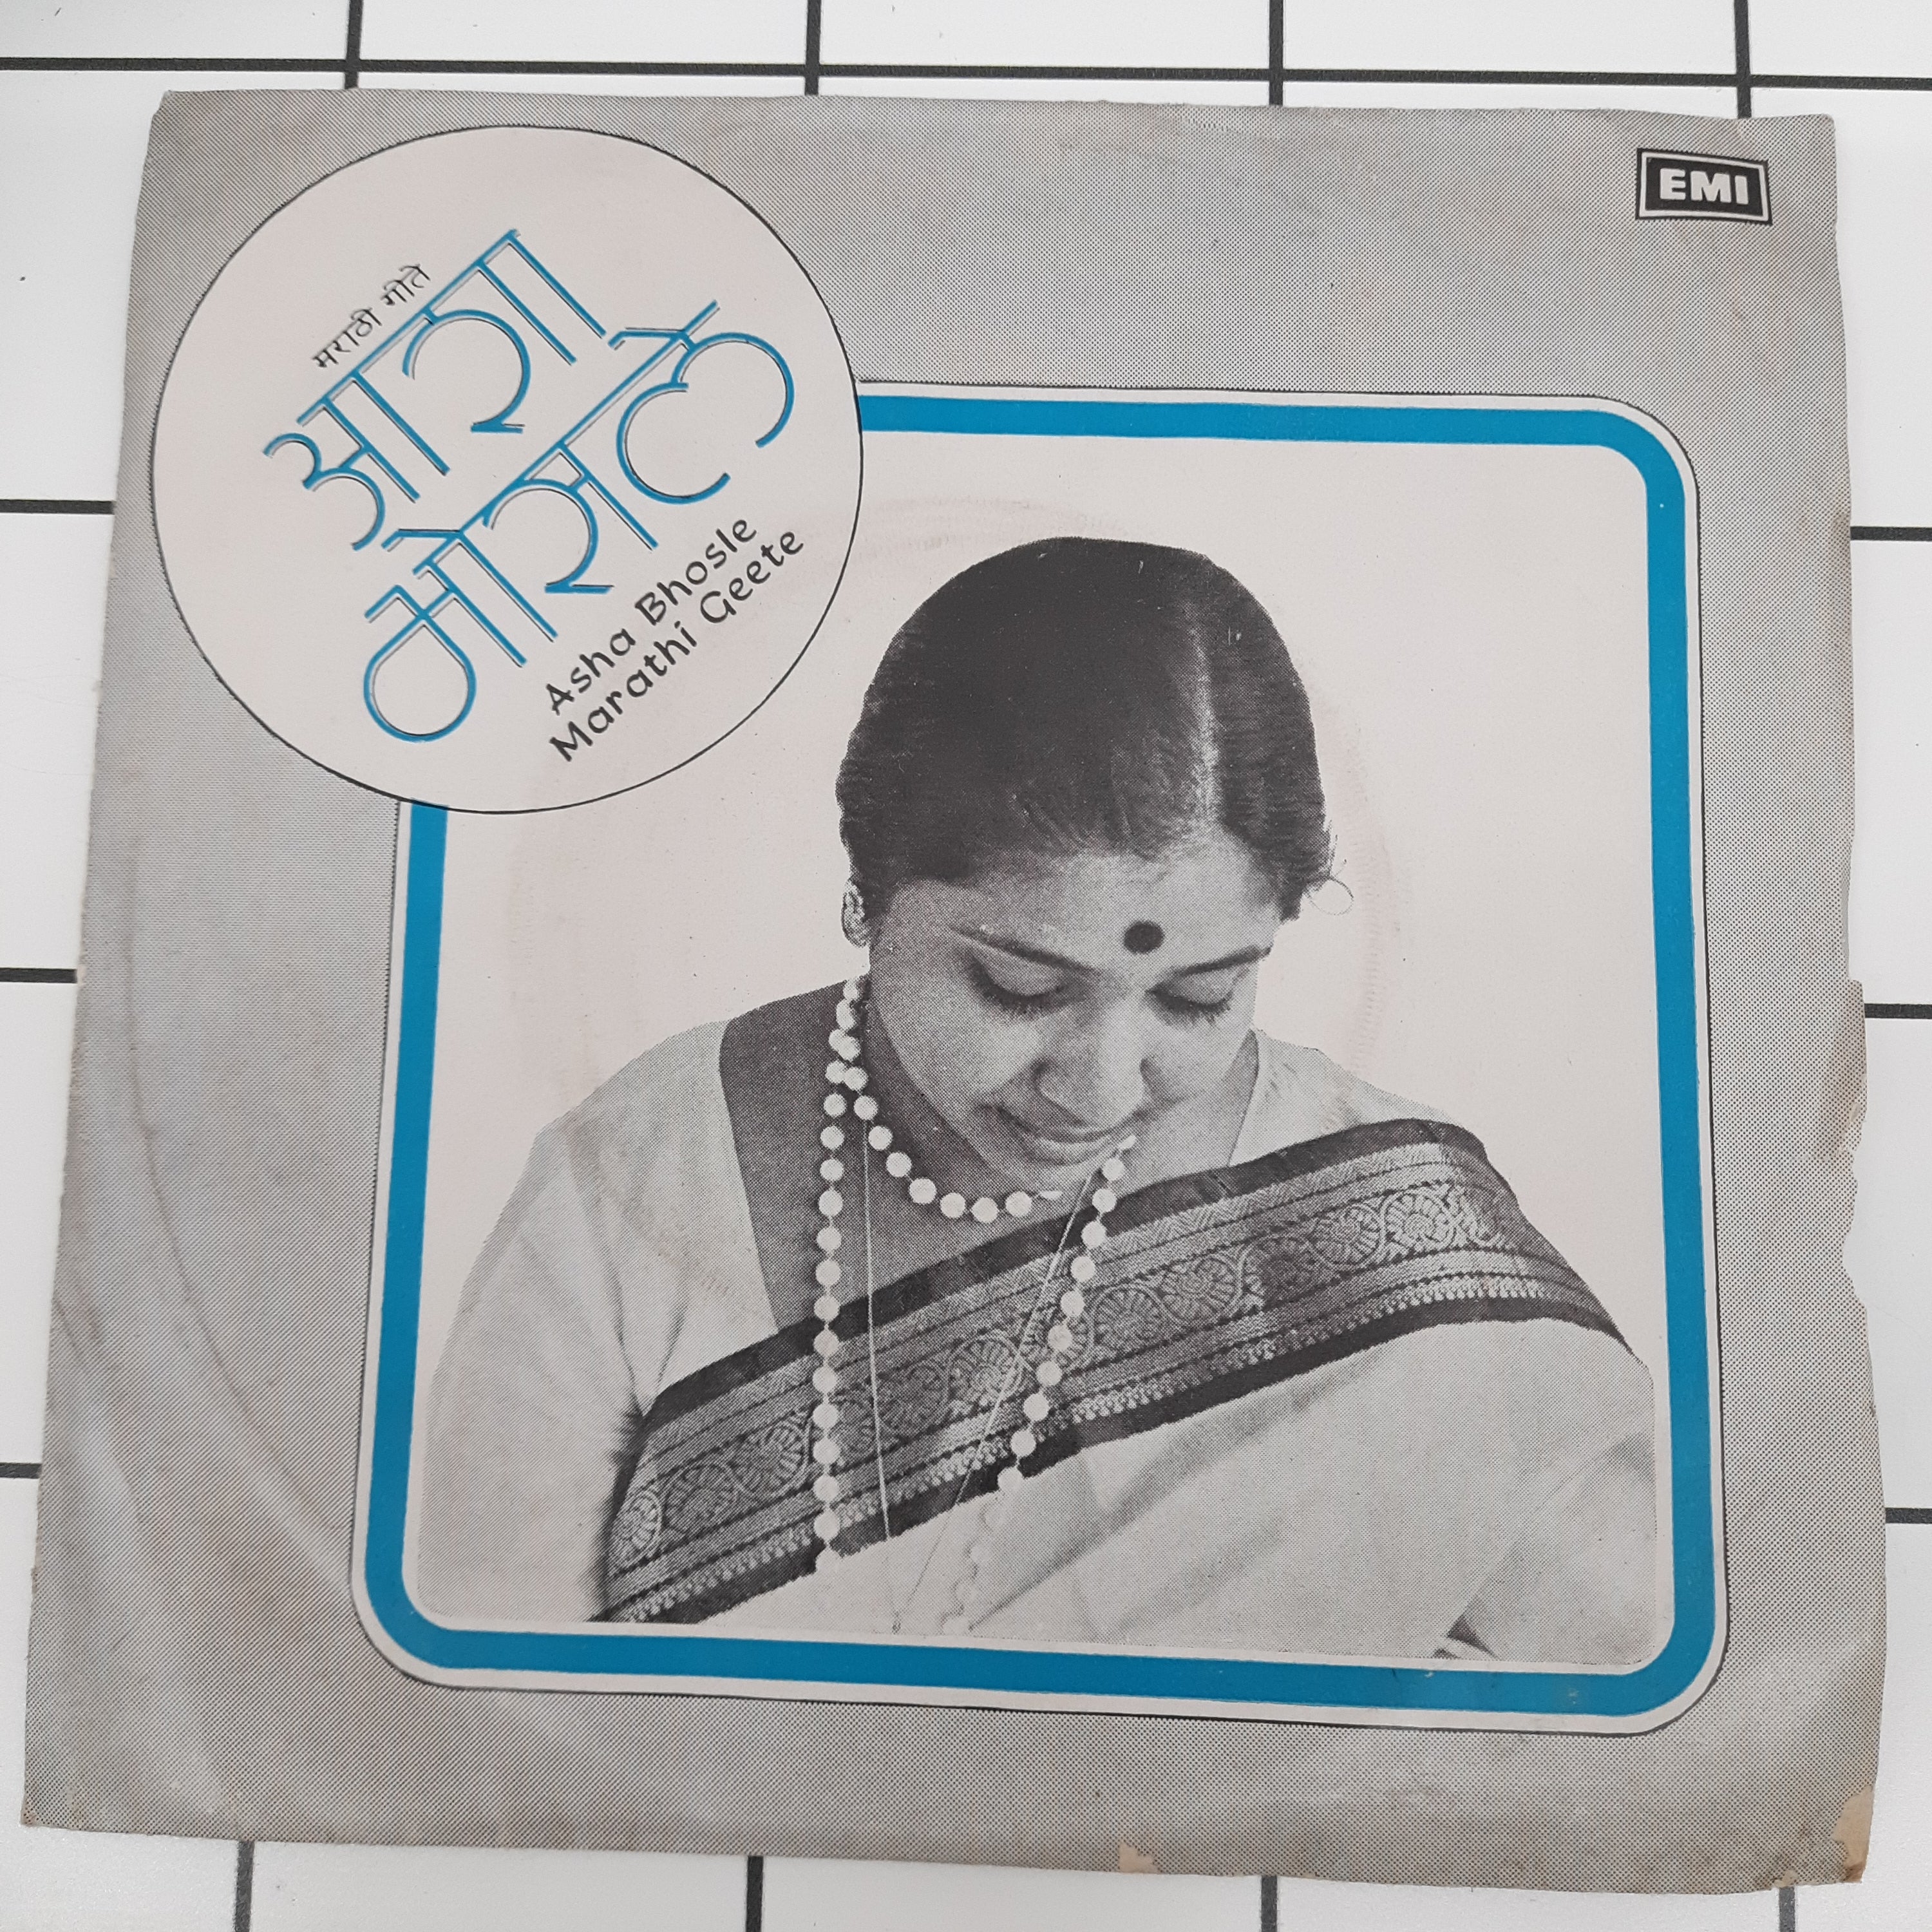 EMI
मराठी गीते
आशा
भोसले
Asha Bhosle
Marathi Geete